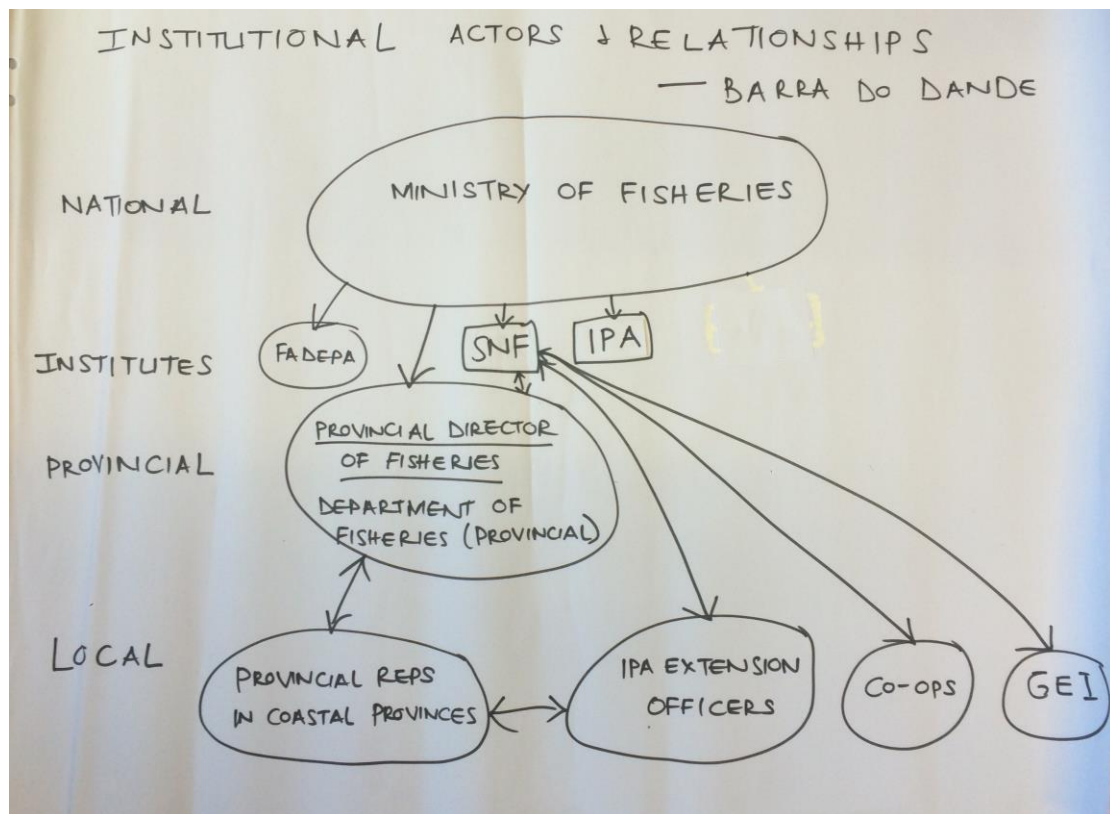 INSTITUTIONAL ACTORS & RELATIONSHIPS
— BARRA DO DANDE
NATIONAL
MINISTRY OF FISHERIES
INSTITUTES
FADEPA
SNF
IPA
PROVINCIAL
PROVINCIAL DIRECTOR
OF FISHERIES
DEPARTMENT OF
FISHERIES (PROVINCIAL)
LOCAL
PROVINCIAL REPS
IN COASTAL PROVINCES
IPA EXTENSION
OFFICERS
CO-OPS
GEI